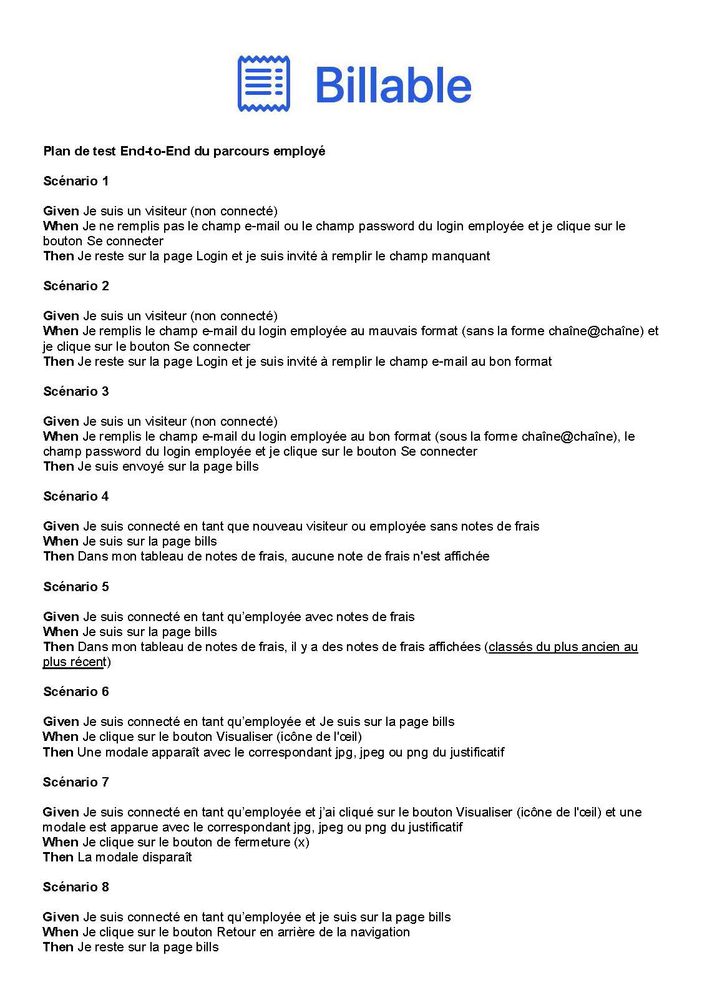 Billable
Plan de test End-to-End du parcours employé
Scénario 1
Given Je suis un visiteur (non connecté)
When Je ne remplis pas le champ e-mail ou le champ password du login employée et je clique sur le
bouton Se connecter
Then Je reste sur la page Login et je suis invité à remplir le champ manquant
Scénario 2
Given Je suis un visiteur (non connecté)
When Je remplis le champ e-mail du login employée au mauvais format (sans la forme chaîne@chaîne) et
je clique sur le bouton Se connecter
Then Je reste sur la page Login et je suis invité à remplir le champ e-mail au bon format
Scénario 3
Given Je suis un visiteur (non connecté)
When Je remplis le champ e-mail du login employée au bon format (sous la forme chaîne@chaîne), le
champ password du login employée et je clique sur le bouton Se connecter
Then Je suis envoyé sur la page bills
Scénario 4
Given Je suis connecté en tant que nouveau visiteur ou employée sans notes de frais
When Je suis sur la page bills
Then Dans mon tableau de notes de frais, aucune note de frais n'est affichée
Scénario 5
Given Je suis connecté en tant qu’employée avec notes de frais
When Je suis sur la page bills
Then Dans mon tableau de notes de frais, il y a des notes de frais affichées (classés du plus ancien au
plus récent)
Scénario 6
Given Je suis connecté en tant qu’employée et Je suis sur la page bills
When Je clique sur le bouton Visualiser (icône de l'œil)
Then Une modale apparaît avec le correspondant jpg, jpeg ou png du justificatif
Scénario 7
Given Je suis connecté en tant qu’employée et j’ai cliqué sur le bouton Visualiser (icône de l'œil) et une
modale est apparue avec le correspondant jpg, jpeg ou png du justificatif
When Je clique sur le bouton de fermeture (x)
Then La modale disparaît
Scénario 8
Given Je suis connecté en tant qu’employée et je suis sur la page bills
When Je clique sur le bouton Retour en arrière de la navigation
Then Je reste sur la page bills